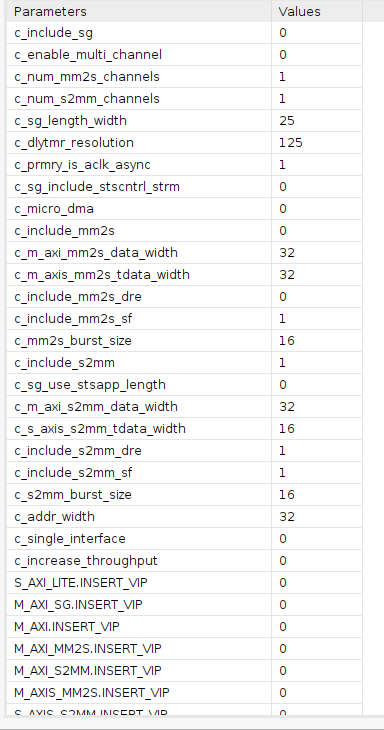 Parameters Values
c_include_sg 0
c_enable_multi_channel 0
c_num_mm2s_channels 1
c_num_s2mm_channels 1
c_sg_length_width 25
c_dlytmr_resolution 125
c_prmry_is_aclk_async 1
c_sg_include_stscntrl_strm 0
c_micro_dma 0
c_include_mm2s 0
c_m_axi_mm2s_data_width 32
c_m_axis_mm2s_tdata_width 32
c_include_mm2s_dre 0
c_include_mm2s_sf 1
c_mm2s_burst_size 16
c_include_s2mm 1
c_sg_use_stsapp_length 0
c_m_axi_s2mm_data_width 32
c_s_axis_s2mm_tdata_width 16
c_include_s2mm_dre 1
c_include_s2mm_sf 1
c_s2mm_burst_size 16
c_addr_width 32
c_single_interface 0
c_increase_throughput 0
S_AXI_LITE.INSERT_VIP 0
M_AXI_SG.INSERT_VIP 0
M_AXI.INSERT_VIP 0
M_AXI_MM2S.INSERT_VIP 0
M_AXI_S2MM.INSERT_VIP 0
M_AXIS_MM2S.INSERT_VIP 0
S_AXIS_S2MM.INSERT_VIP 0